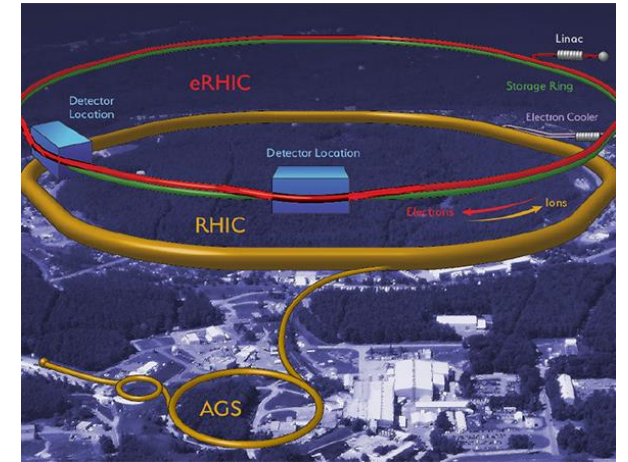 Linac
eRHIC
Storage Ring
Detector
Location
Electron Cooler
Detector Location
Electrons
Ions
RHIC
AGS